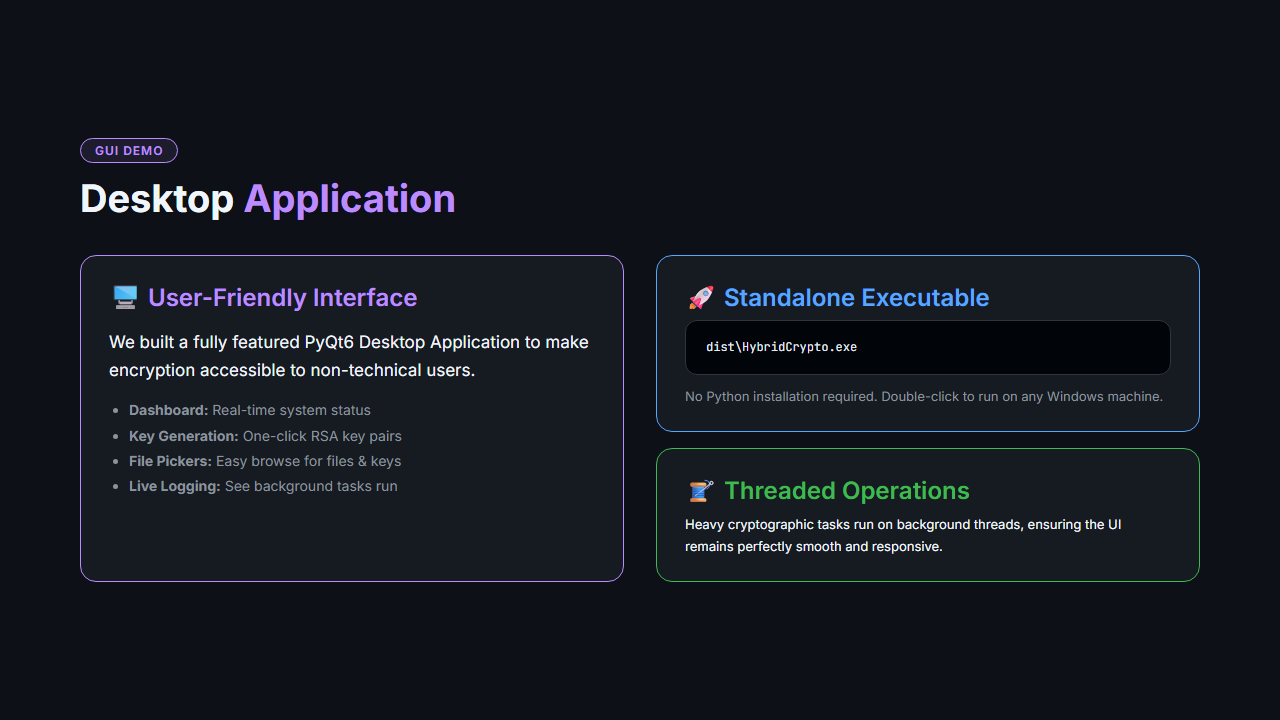 GUI DEMO
Desktop Application
User-Friendly Interface
We built a fully featured PyQt6 Desktop Application to make
encryption accessible to non-technical users.
• Dashboard: Real-time system status
• Key Generation: One-click RSA key pairs
• File Pickers: Easy browse for files & keys
• Live Logging: See background tasks run
Standalone Executable
dist\HybridCrypto.exe
No Python installation required. Double-click to run on any Windows machine.
Threaded Operations
Heavy cryptographic tasks run on background threads, ensuring the UI
remains perfectly smooth and responsive.